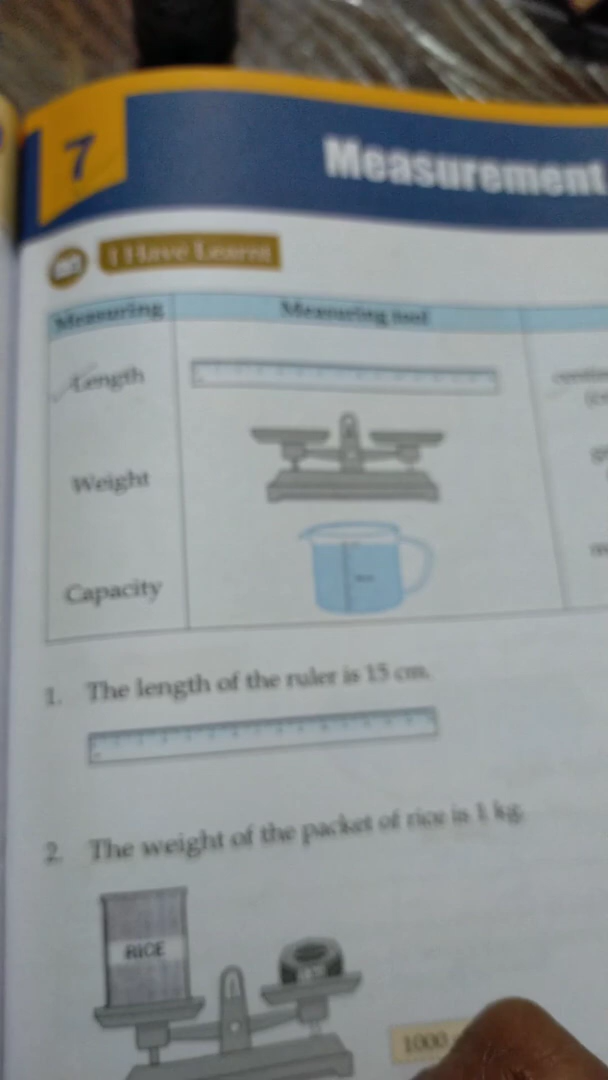 7
Measurement
I Have Learnt
Measuring Measuring tool
Length
Weight
Capacity
1. The length of the ruler is 15 cm.
2. The weight of the packet of rice is 1 kg.
RICE
1000